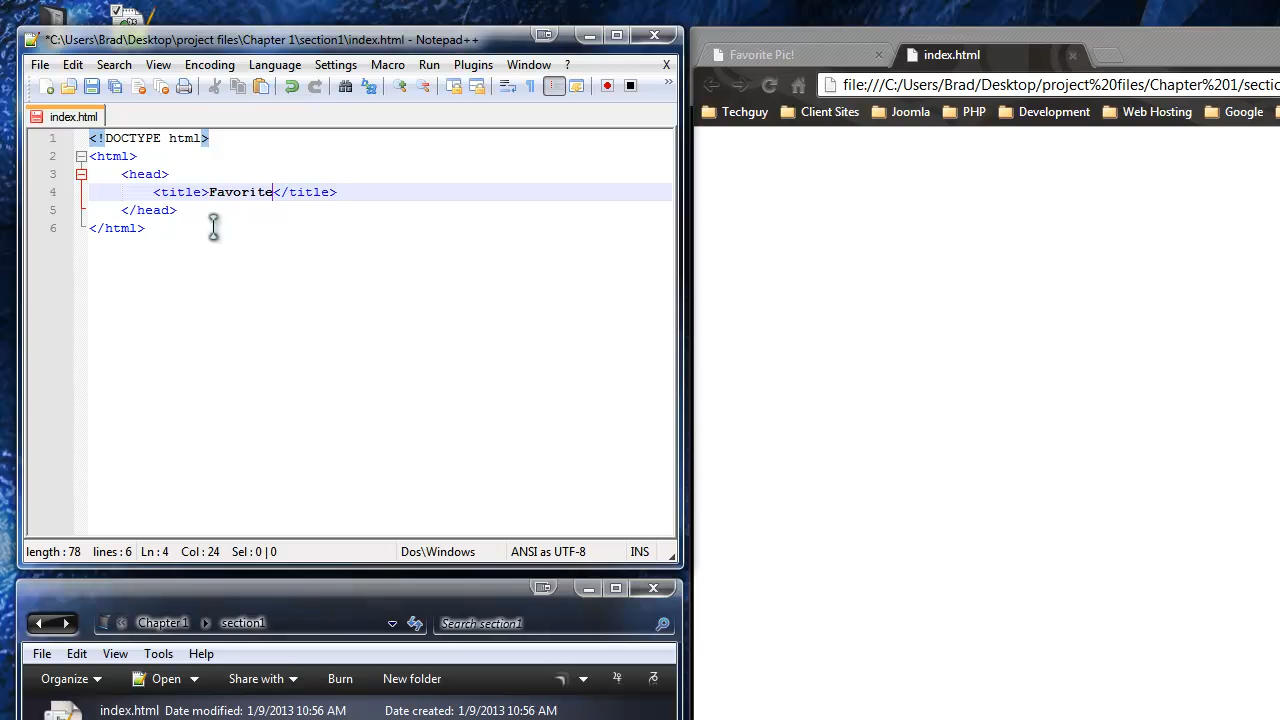 *C:\Users\Brad\Desktop\project files\Chapter 1\section1\index.html - Notepad++
File Edit Search View Encoding Language Settings Macro Run Plugins Window ? X
index.html
1 <!DOCTYPE html>
2 <html>
3 <head>
4 <title>Favorite</title>
5 </head>
6 </html>
length : 78 lines : 6 Ln : 4 Col : 24 Sel : 0 | 0 Dos\Windows ANSI as UTF-8 INS
Chapter 1 section1 Search section1
File Edit View Tools Help
Organize Open Share with Burn New folder
index.html Date modified: 1/9/2013 10:56 AM Date created: 1/9/2013 10:56 AM
Favorite Pic! index.html
file:///C:/Users/Brad/Desktop/project%20files/Chapter%201/sectio
Techguy Client Sites Joomla PHP Development Web Hosting Google